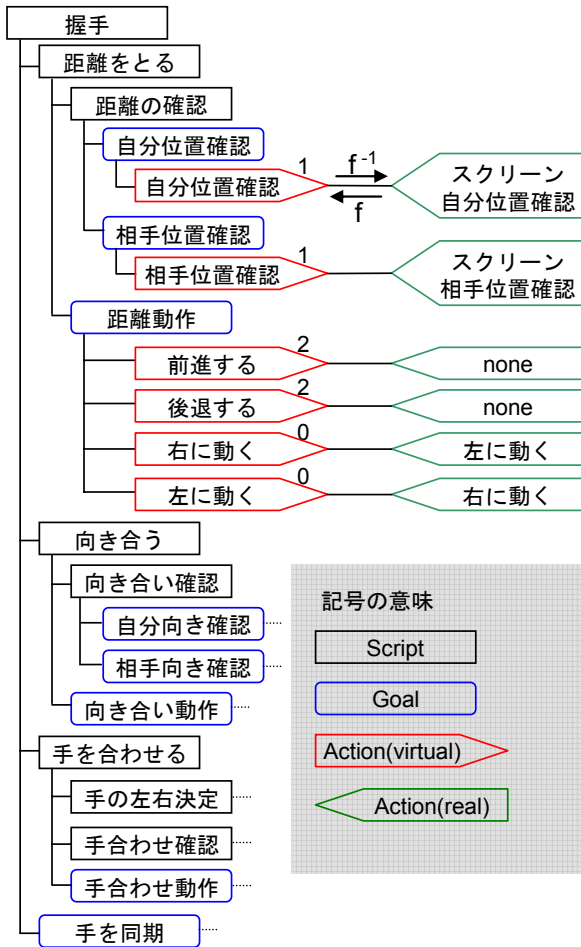 握手
距離をとる
距離の確認
自分位置確認
自分位置確認
1
f -1
f
スクリーン
自分位置確認
相手位置確認
相手位置確認
1
スクリーン
相手位置確認
距離動作
前進する
2
none
後退する
2
none
右に動く
0
左に動く
左に動く
0
右に動く
向き合う
向き合い確認
自分向き確認
相手向き確認
向き合い動作
手を合わせる
手の左右決定
手合わせ確認
手合わせ動作
手を同期
記号の意味
Script
Goal
Action(virtual)
Action(real)